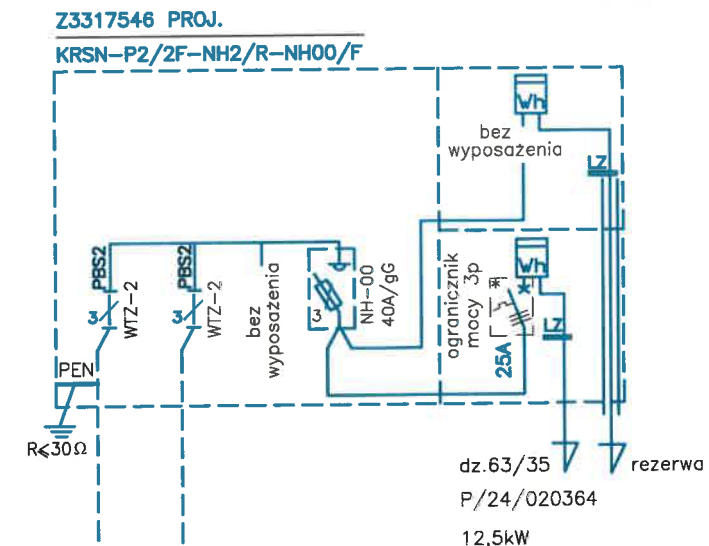 Z3317546 PROJ.
KRSN-P2/2F-NH2/R-NH00/F
Wh
bez
wyposażenia
LZ
PBS2
3
WTZ-2
PBS2
3
WTZ-2
bez
wyposażenia
3
NH-00
40A/gG
ogranicznik
mocy 3p
25A
*
*
Wh
LZ
PEN
R⩽30Ω
dz.63/35
rezerwa
P/24/020364
12,5kW